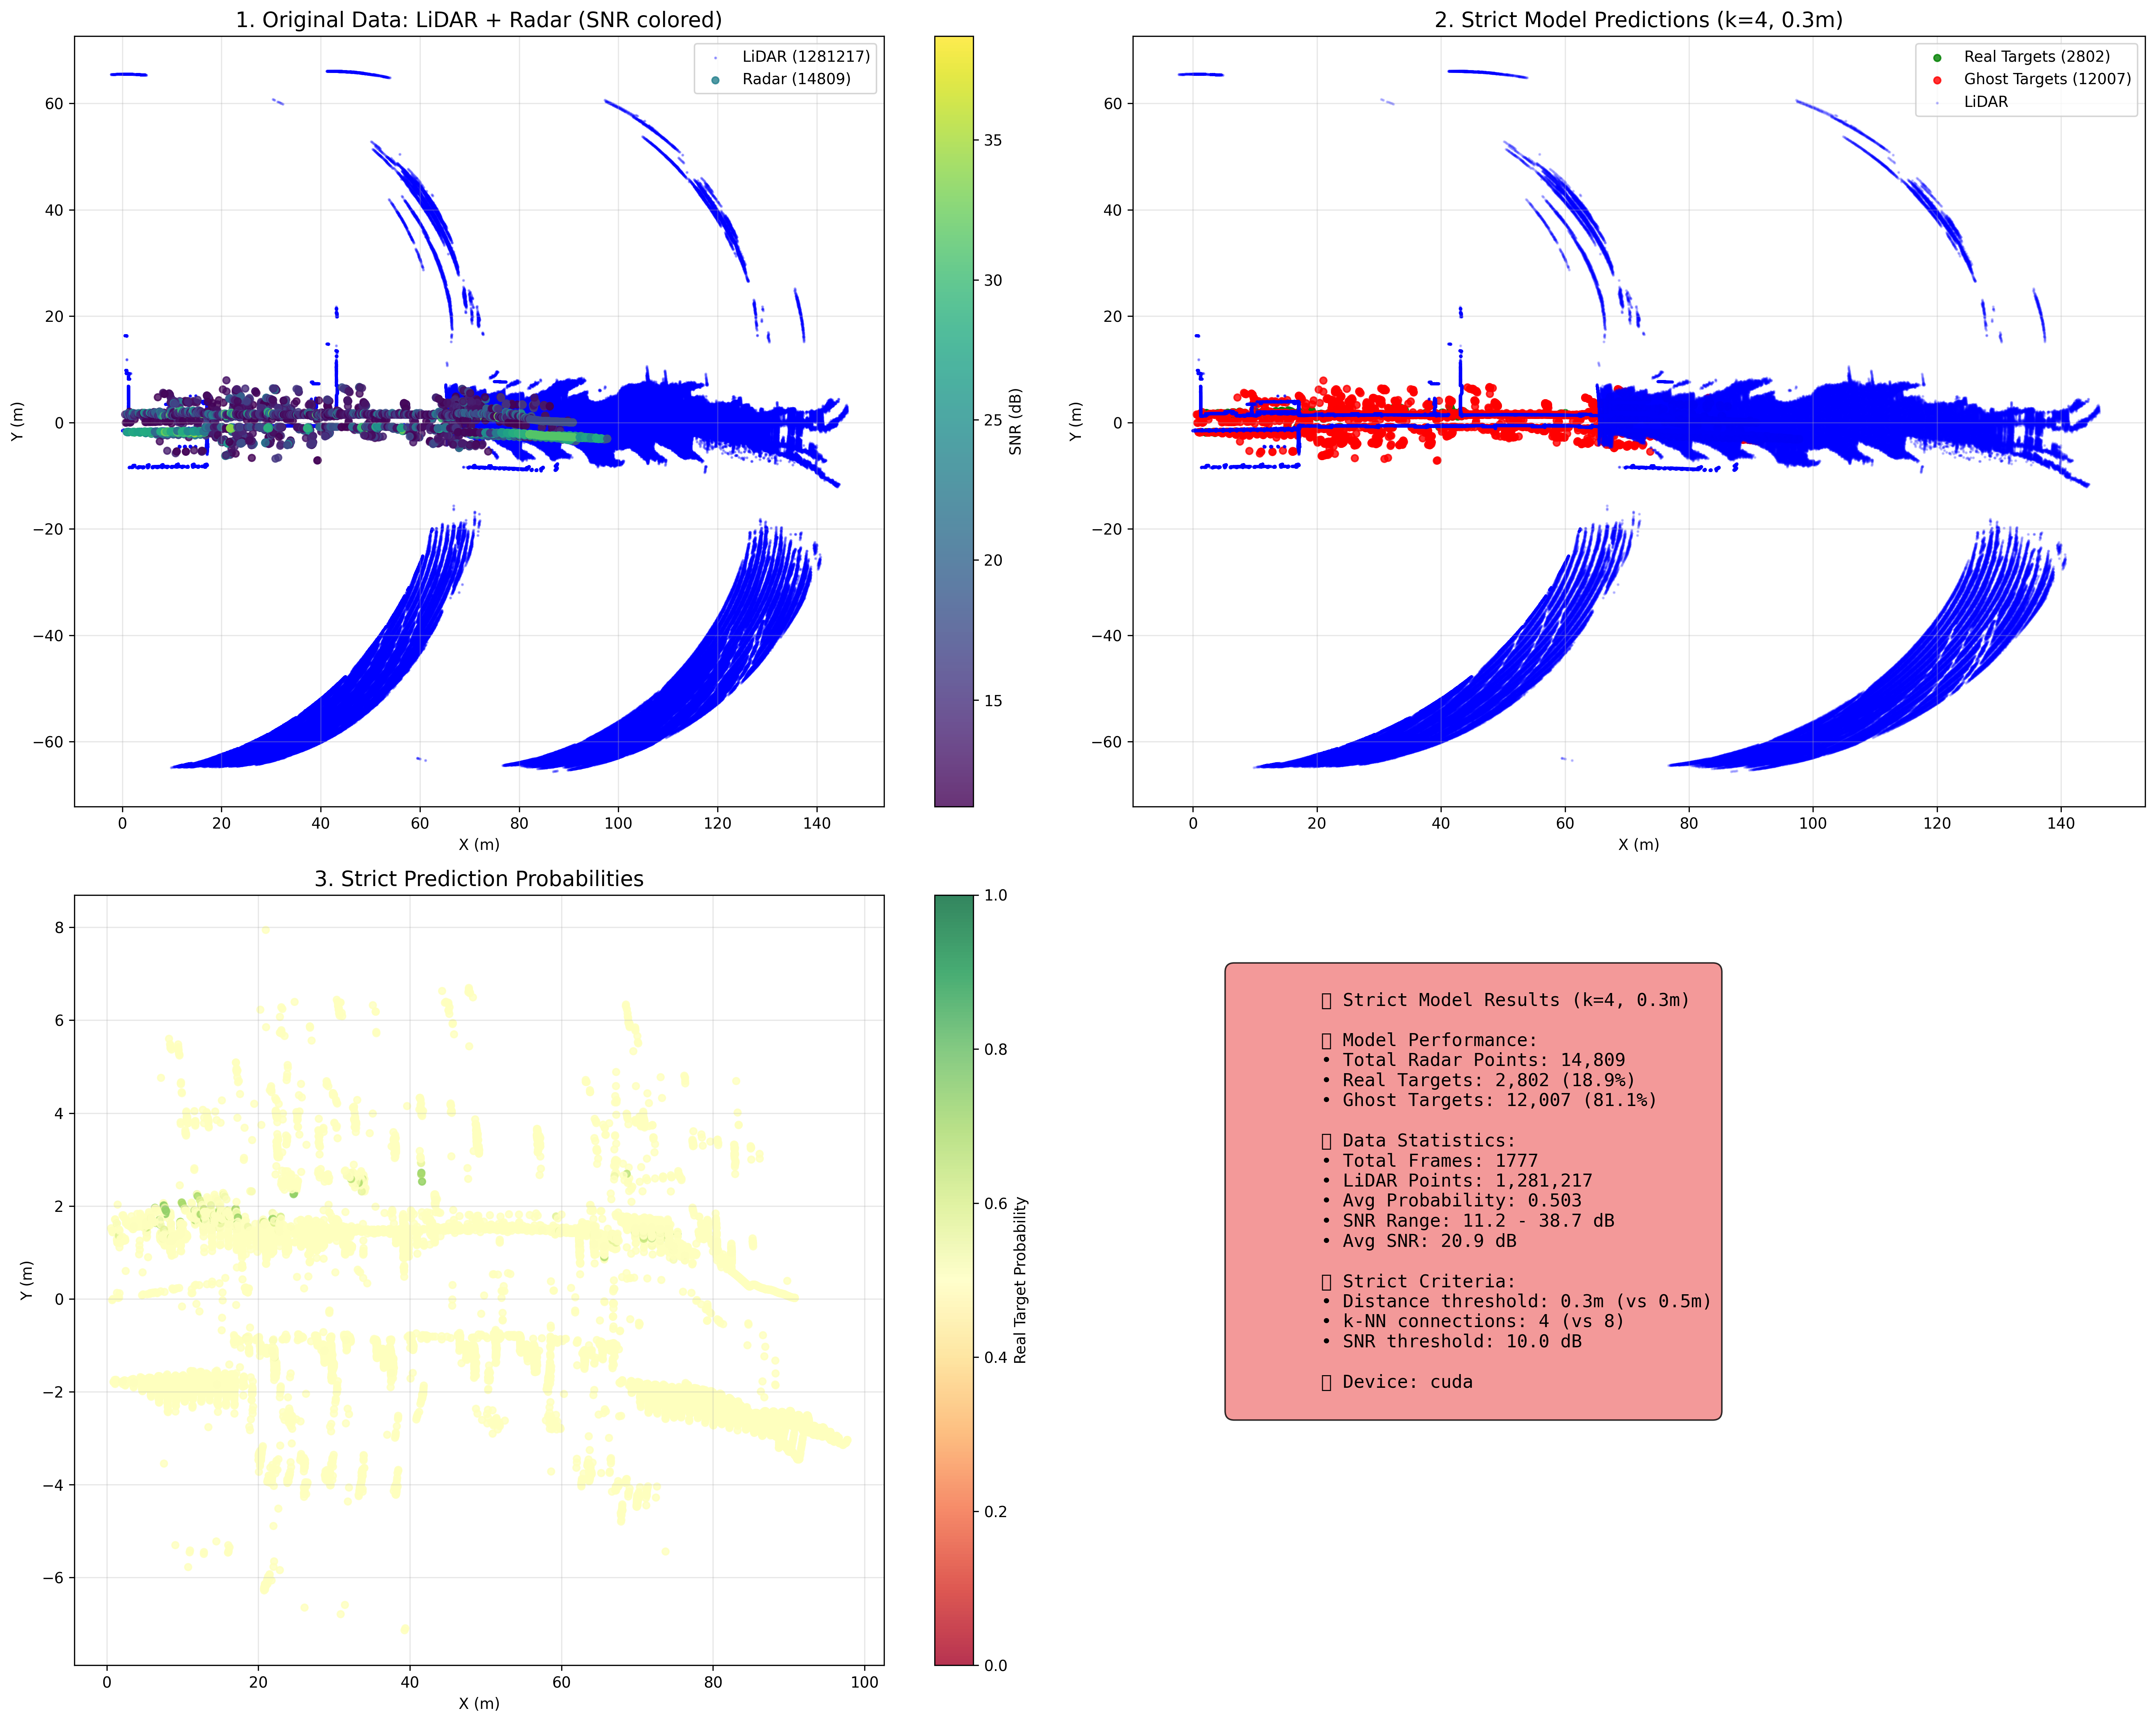 1. Original Data: LiDAR + Radar (SNR colored)
LiDAR (1281217)
Radar (14809)
60
40
20
0
−20
−40
−60
Y (m)
0 20 40 60 80 100 120 140
X (m)
35
30
25
20
15
SNR (dB)
2. Strict Model Predictions (k=4, 0.3m)
Real Targets (2802)
Ghost Targets (12007)
LiDAR
60
40
20
0
−20
−40
−60
Y (m)
0 20 40 60 80 100 120 140
X (m)
3. Strict Prediction Probabilities
8
6
4
2
0
−2
−4
−6
Y (m)
0 20 40 60 80 100
X (m)
1.0
0.8
0.6
0.4
0.2
0.0
Real Target Probability
Strict Model Results (k=4, 0.3m)
Model Performance:
• Total Radar Points: 14,809
• Real Targets: 2,802 (18.9%)
• Ghost Targets: 12,007 (81.1%)
Data Statistics:
• Total Frames: 1777
• LiDAR Points: 1,281,217
• Avg Probability: 0.503
• SNR Range: 11.2 - 38.7 dB
• Avg SNR: 20.9 dB
Strict Criteria:
• Distance threshold: 0.3m (vs 0.5m)
• k-NN connections: 4 (vs 8)
• SNR threshold: 10.0 dB
Device: cuda